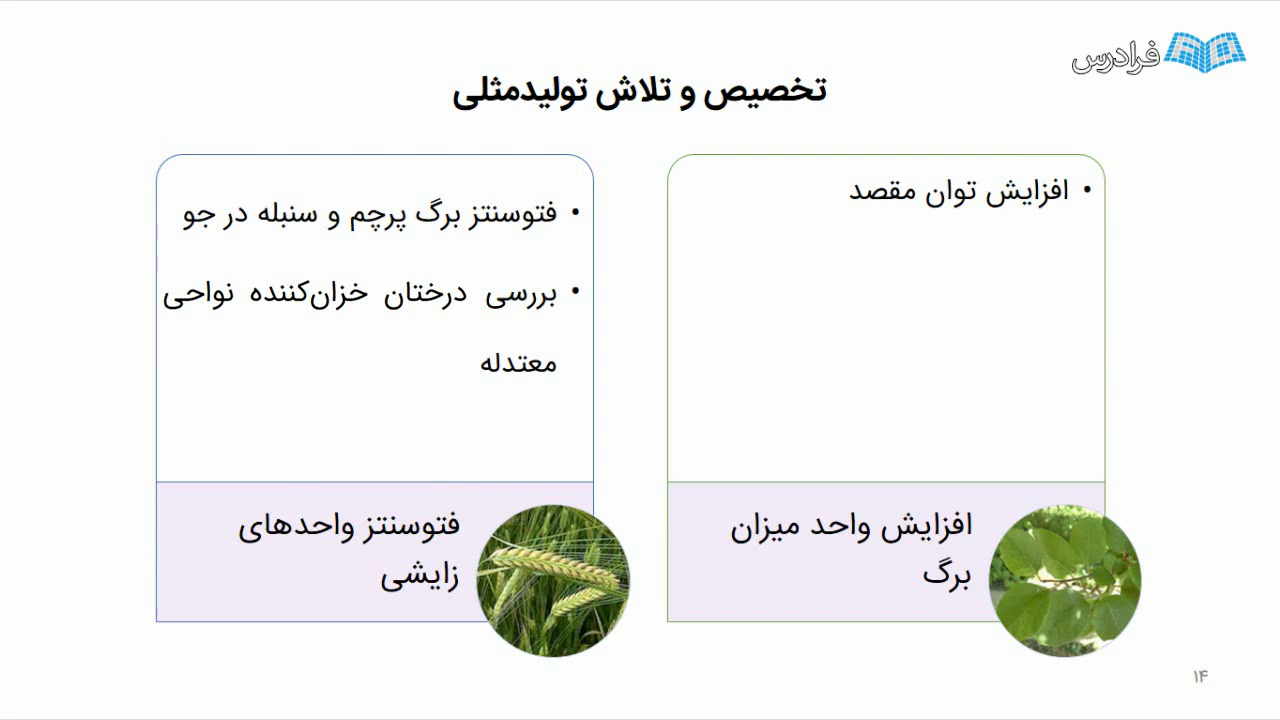 فرادرس
تخصیص و تلاش تولیدمثلی
• افزایش توان مقصد
افزایش واحد میزان
برگ
• فتوسنتز برگ پرچم و سنبله در جو
• بررسی درختان خزان‌کننده نواحی
معتدله
فتوسنتز واحدهای
زایشی
۱۴